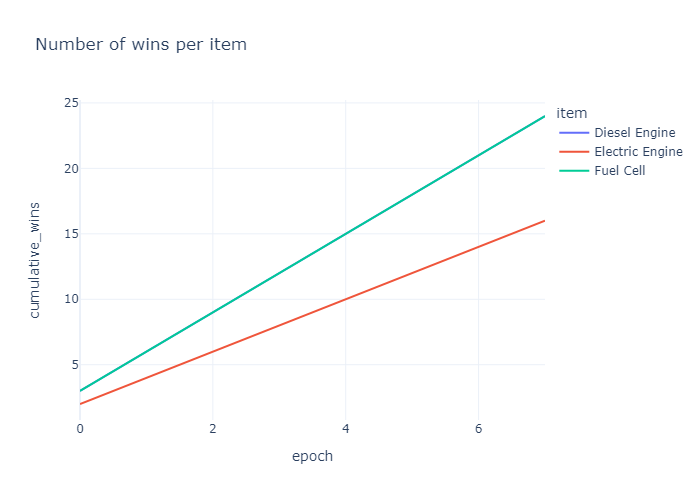 Number of wins per item
25
20
15
10
5
cumulative_wins
0
2
4
6
epoch
item
Diesel Engine
Electric Engine
Fuel Cell